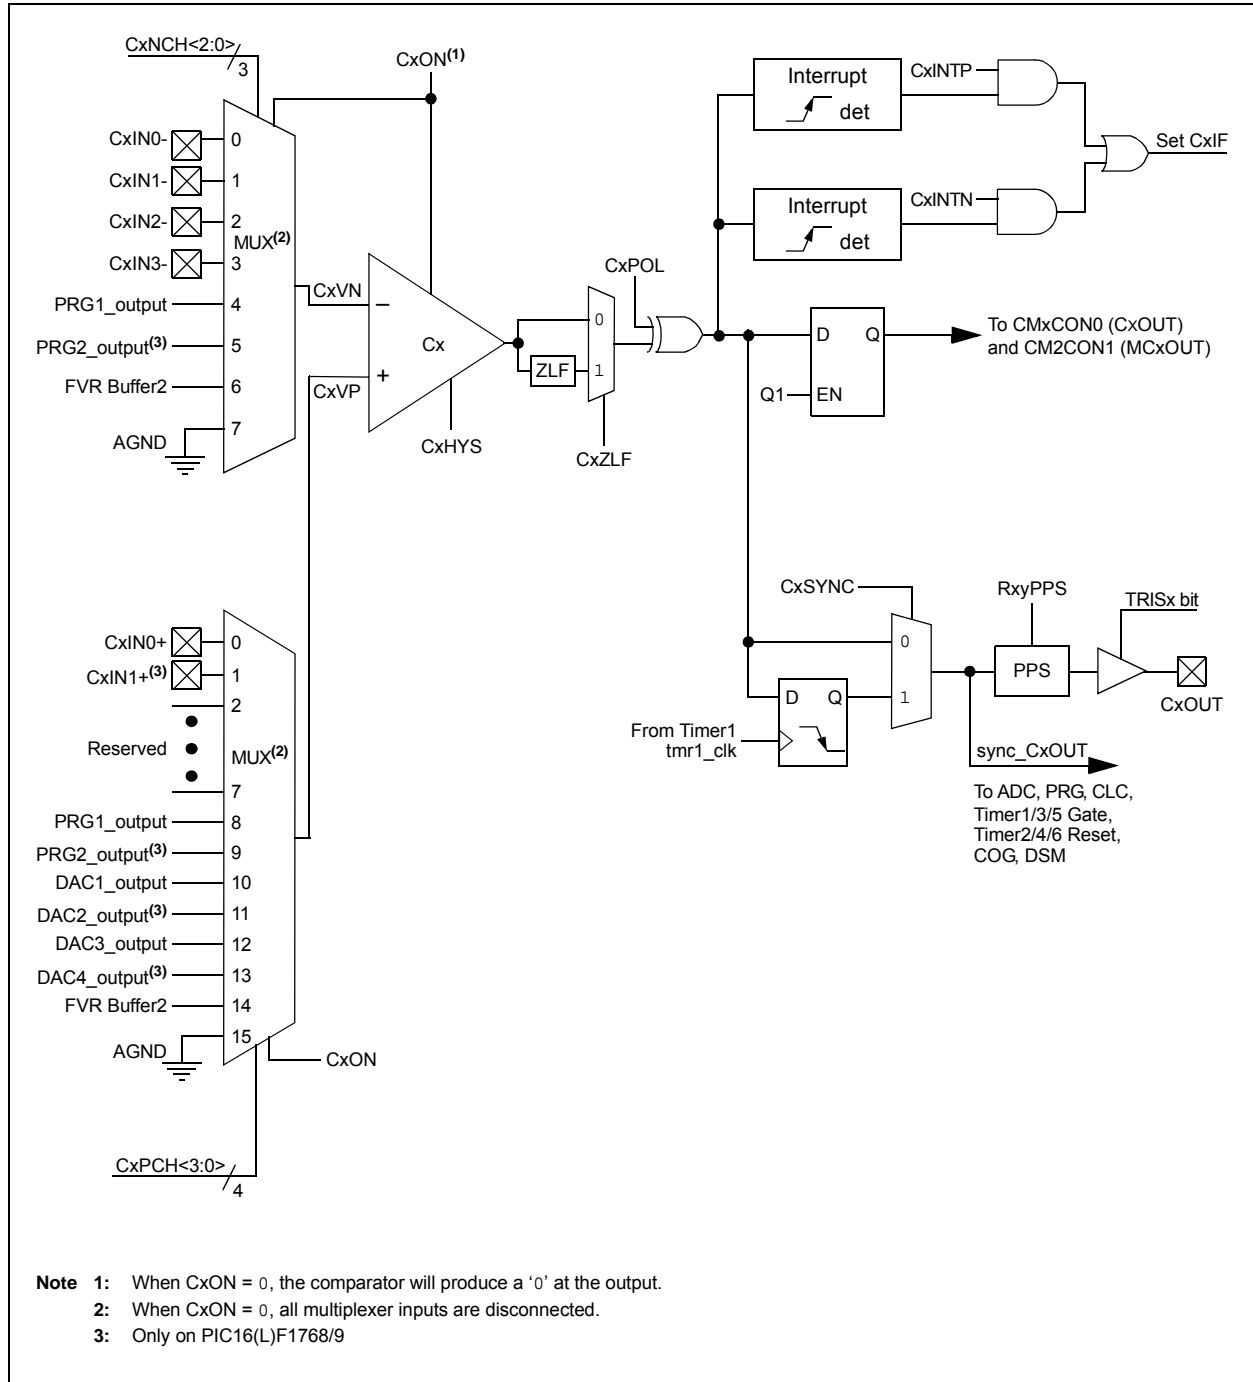 CxNCH<2:0>
3
CxON(1)
CxIN0-
0
CxIN1-
1
CxIN2-
2
MUX(2)
CxIN3-
3
PRG1_output
4
PRG2_output(3)
5
FVR Buffer2
6
AGND
7
CxVN
−
Cx
+
CxVP
CxHYS
ZLF
0
1
CxZLF
CxPOL
Interrupt
det
CxINTP
Interrupt
det
CxINTN
Set CxIF
D
Q
Q1
EN
To CMxCON0 (CxOUT)
and CM2CON1 (MCxOUT)
CxIN0+
0
CxIN1+(3)
1
2
Reserved
MUX(2)
7
PRG1_output
8
PRG2_output(3)
9
DAC1_output
10
DAC2_output(3)
11
DAC3_output
12
DAC4_output(3)
13
FVR Buffer2
14
AGND
15
CxON
CxPCH<3:0>
4
CxSYNC
0
1
D
Q
From Timer1
tmr1_clk
RxyPPS
PPS
TRISx bit
CxOUT
sync_CxOUT
To ADC, PRG, CLC,
Timer1/3/5 Gate,
Timer2/4/6 Reset,
COG, DSM
Note 1: When CxON = 0, the comparator will produce a ‘0’ at the output.
2: When CxON = 0, all multiplexer inputs are disconnected.
3: Only on PIC16(L)F1768/9